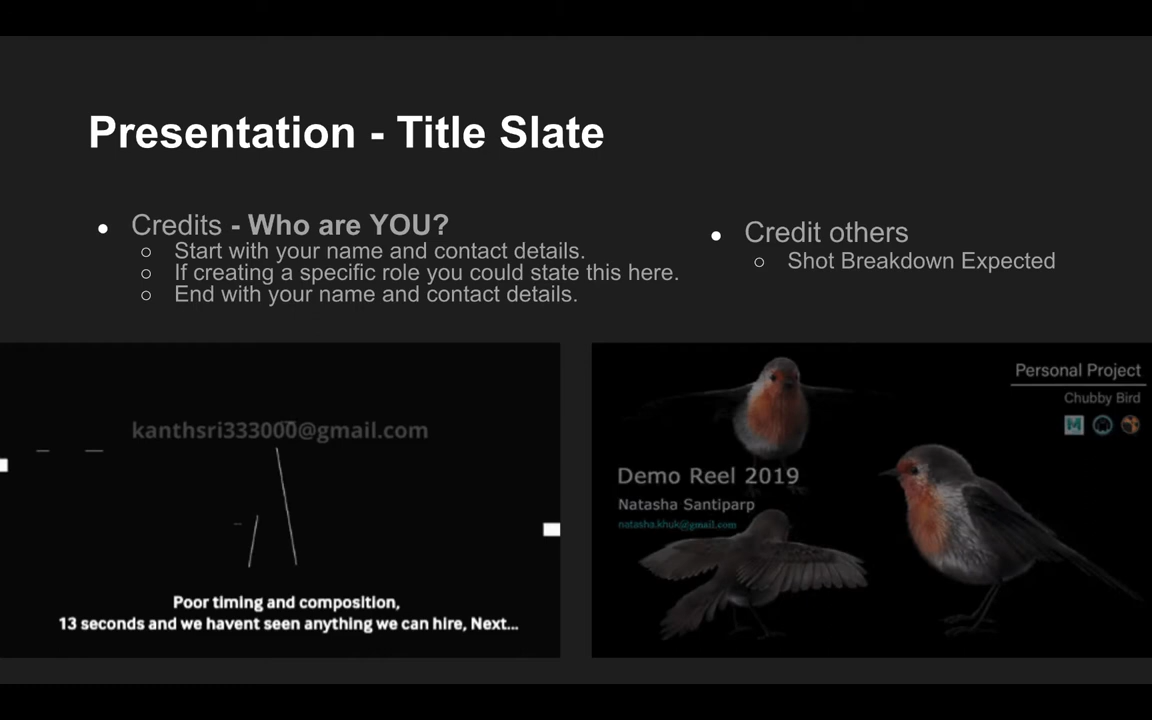 Presentation - Title Slate
Credits - Who are YOU?
Start with your name and contact details.
If creating a specific role you could state this here.
End with your name and contact details.
Credit others
Shot Breakdown Expected
kanthsri333000@gmail.com
Poor timing and composition,
13 seconds and we havent seen anything we can hire, Next...
Personal Project
Chubby Bird
Demo Reel 2019
Natasha Santiparp
natasha.khuk@gmail.com